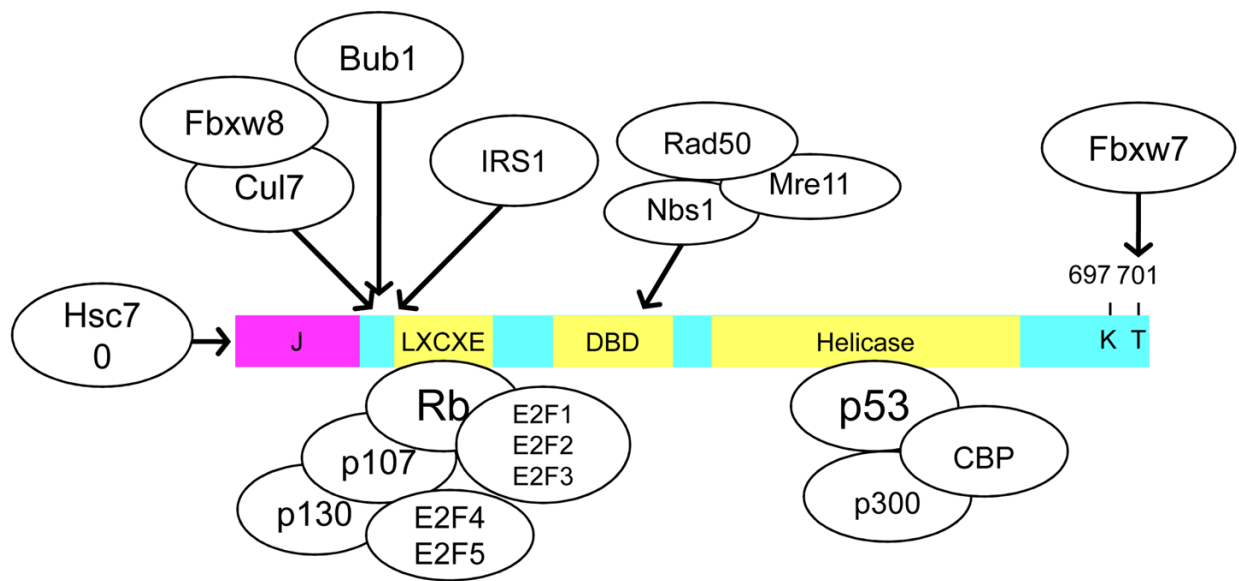 Bub1
Fbxw8
Cul7
IRS1
Rad50
Mre11
Nbs1
Fbxw7
697 701
Hsc7
0
J
LXCXE
DBD
Helicase
K T
Rb
p107
p130
E2F1
E2F2
E2F3
E2F4
E2F5
p53
CBP
p300